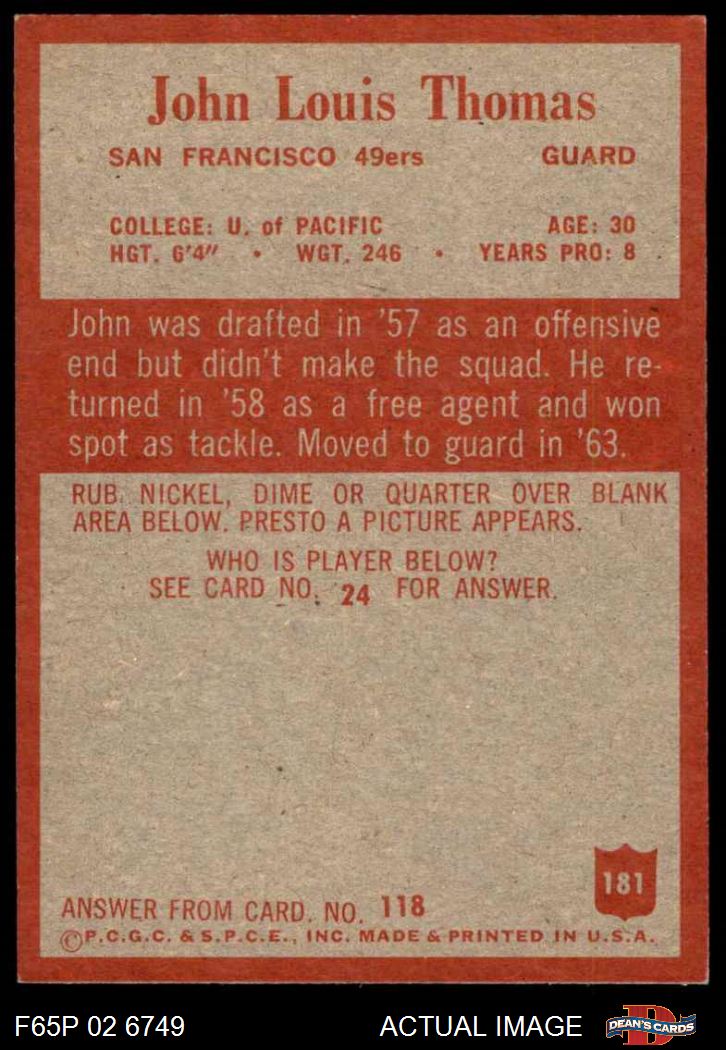 John Louis Thomas
SAN FRANCISCO 49ers GUARD
COLLEGE: U. of PACIFIC AGE: 30
HGT. 6'4" • WGT. 246 • YEARS PRO: 8
John was drafted in '57 as an offensive
end but didn't make the squad. He re-
turned in '58 as a free agent and won
spot as tackle. Moved to guard in '63.
RUB NICKEL, DIME OR QUARTER OVER BLANK
AREA BELOW. PRESTO A PICTURE APPEARS.
WHO IS PLAYER BELOW?
SEE CARD NO. 24 FOR ANSWER.
181
ANSWER FROM CARD. NO. 118
©P.C.G.C. & S.P.C.E., INC. MADE & PRINTED IN U.S.A.
F65P 02 6749 ACTUAL IMAGE D DEAN'S CARDS